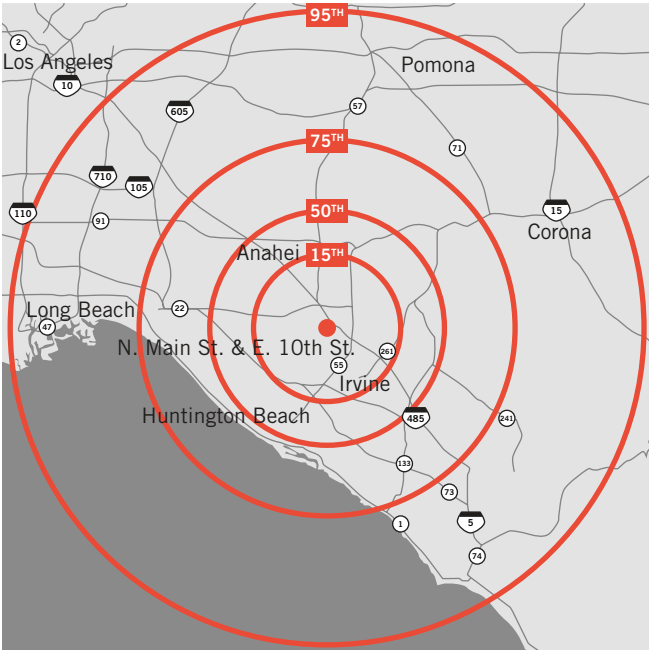 95TH
2
Los Angeles
Pomona
10
57
605
75TH
71
710
105
50TH
15
110
91
Corona
Anahei
15TH
Long Beach
22
47
N. Main St. & E. 10th St.
261
55
Irvine
Huntington Beach
485
241
133
73
1
5
74